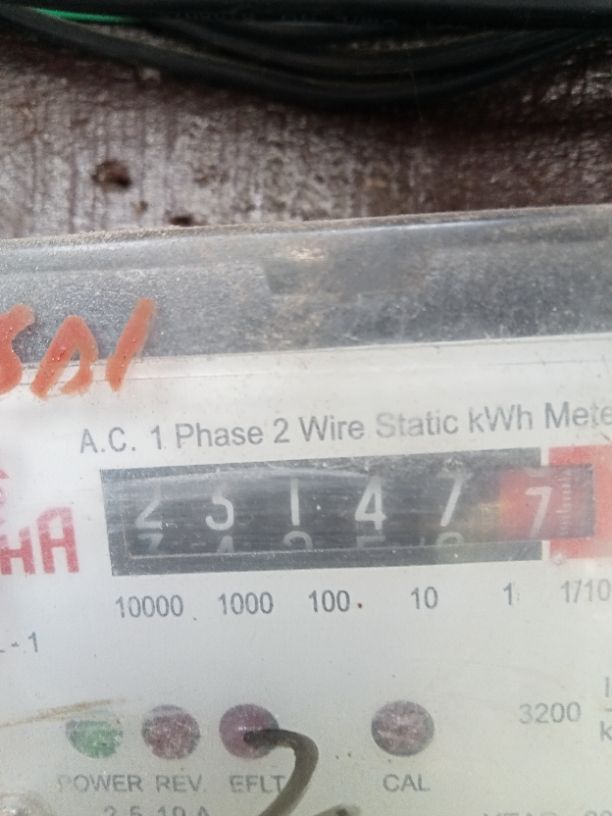 A.C. 1 Phase 2 Wire Static kWh Mete
2 3 1 4 7 7
10000 1000 100 10 1 1/10
L-1
3200
POWER REV. EFLT CAL